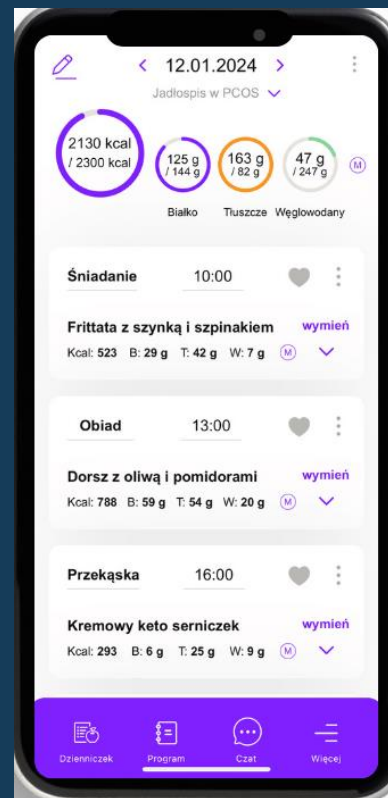 12.01.2024
Jadłospis w PCOS
2130 kcal
/ 2300 kcal
125 g
/ 144 g
163 g
/ 82 g
47 g
/ 247 g
M
Białko Tłuszcze Węglowodany
Śniadanie 10:00
Frittata z szynką i szpinakiem wymień
Kcal: 523 B: 29 g T: 42 g W: 7 g M
Obiad 13:00
Dorsz z oliwą i pomidorami wymień
Kcal: 788 B: 59 g T: 54 g W: 20 g M
Przekąska 16:00
Kremowy keto serniczek wymień
Kcal: 293 B: 6 g T: 25 g W: 9 g M
Dzienniczek Program Czat Więcej